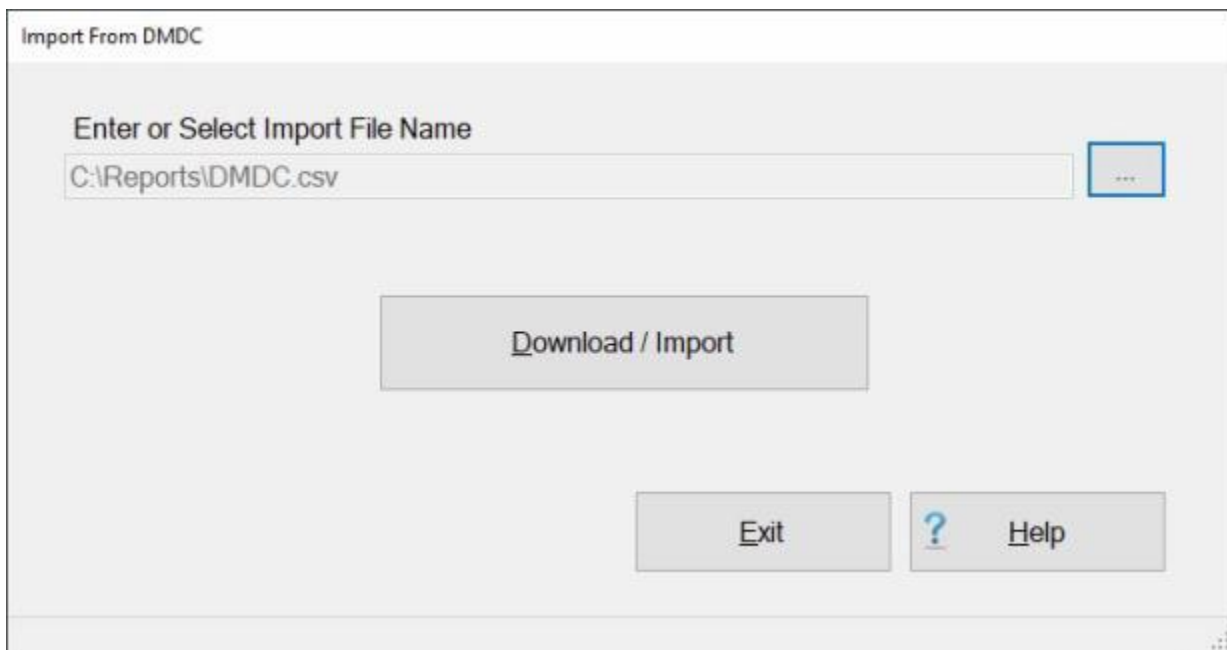 Import From DMDC
Enter or Select Import File Name
C:\Reports\DMDC.csv
...
Download / Import
Exit
? Help